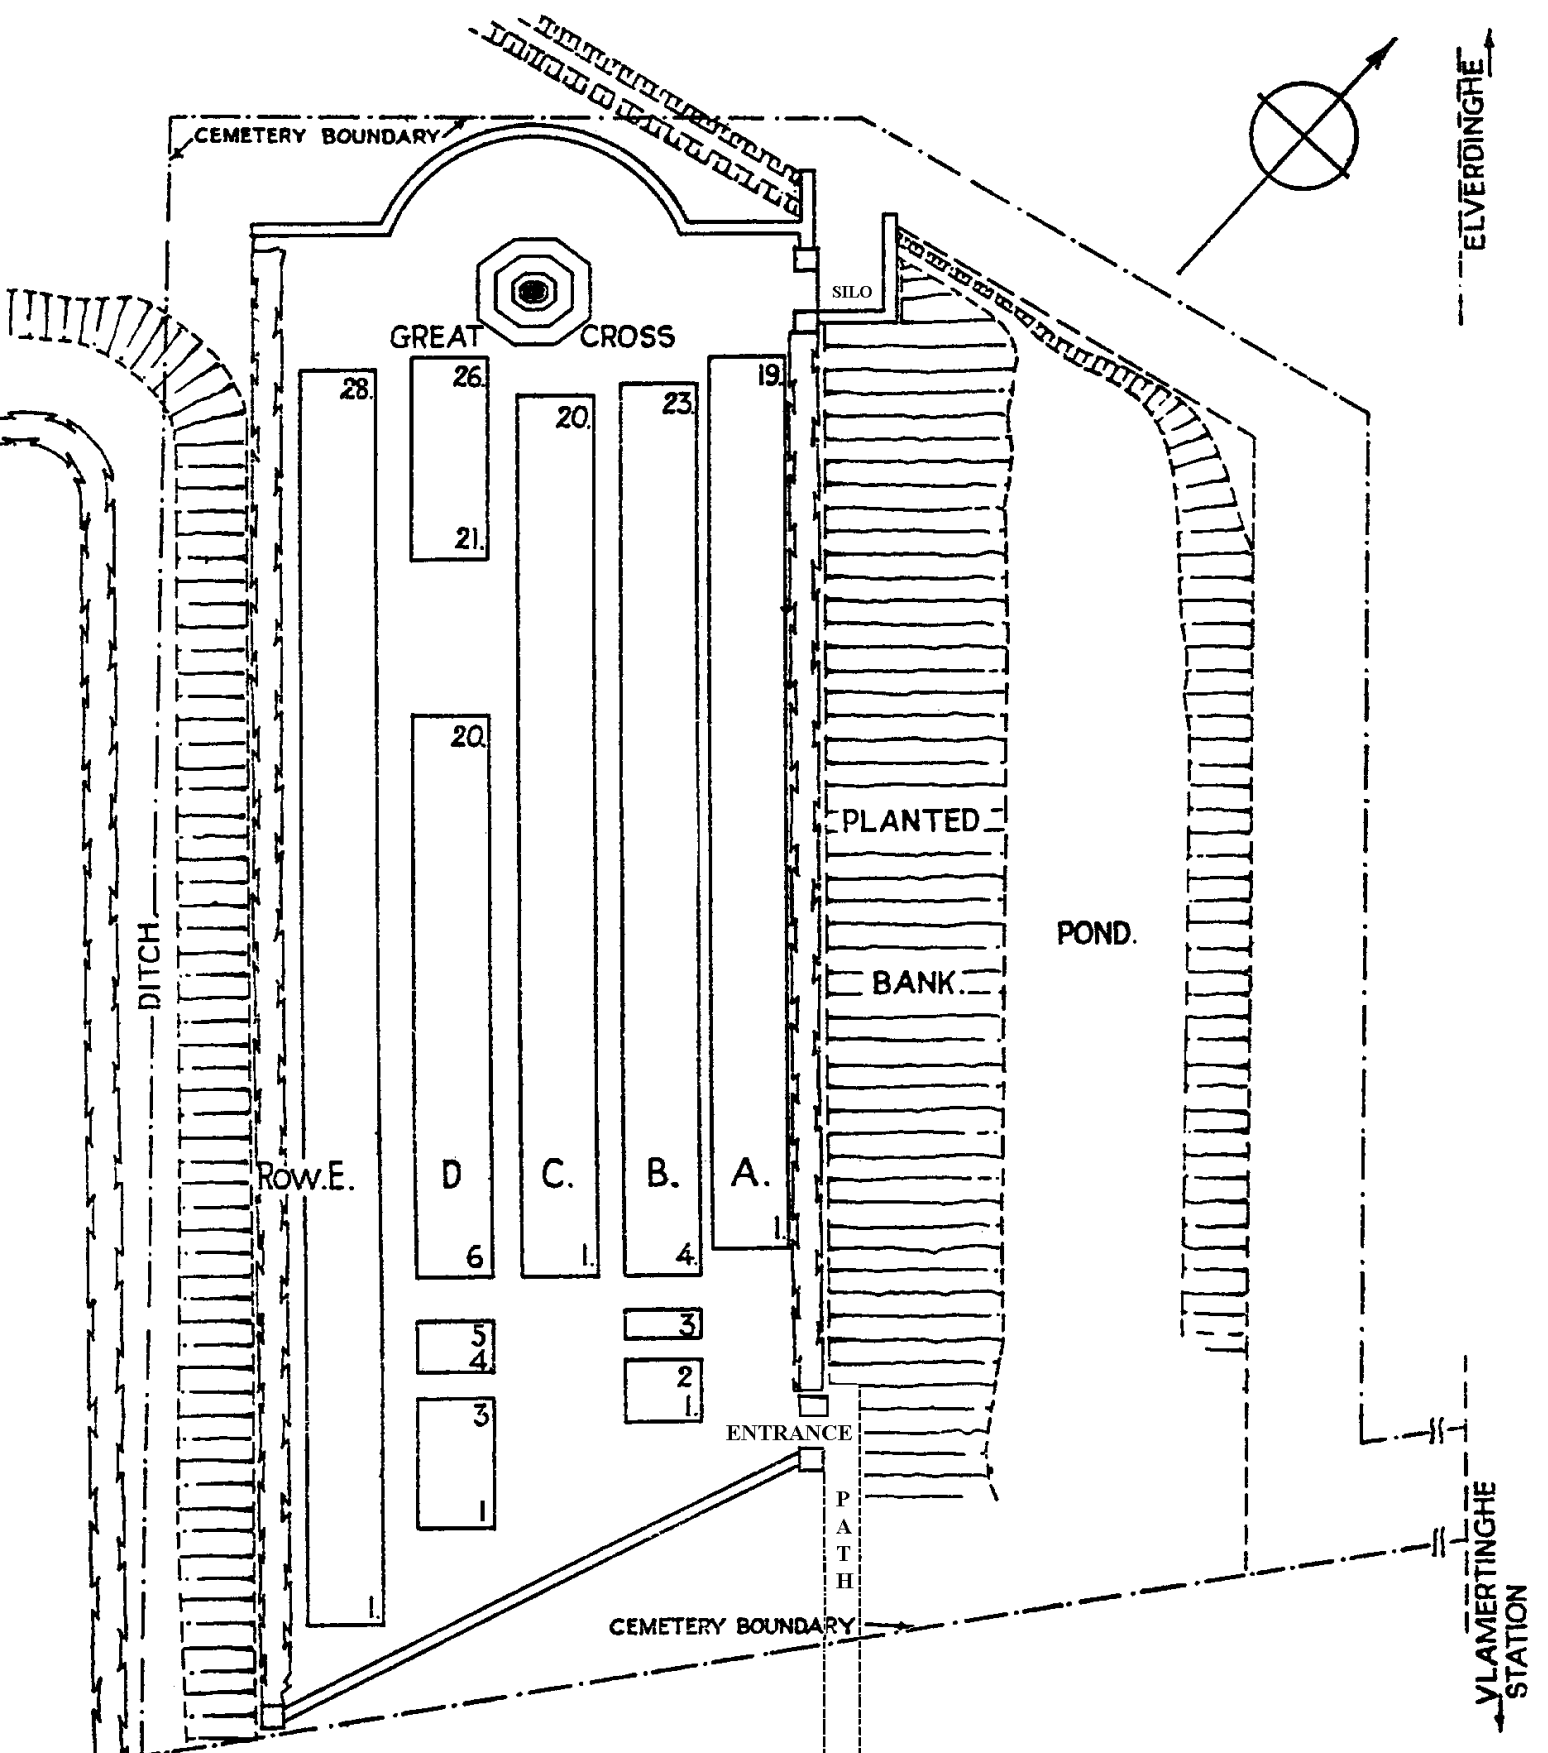 ELVERDINGHE
CEMETERY BOUNDARY
SILO
GREAT CROSS
28. 26. 20. 23. 19.
21.
20.
PLANTED
POND.
DITCH
BANK.
ROW.E. D C. B. A.
1.
6 1. 4.
5 3
4
2
3 1.
ENTRANCE
P
A
T
H
1
1.
CEMETERY BOUNDARY
VLAMERTINGHE
STATION